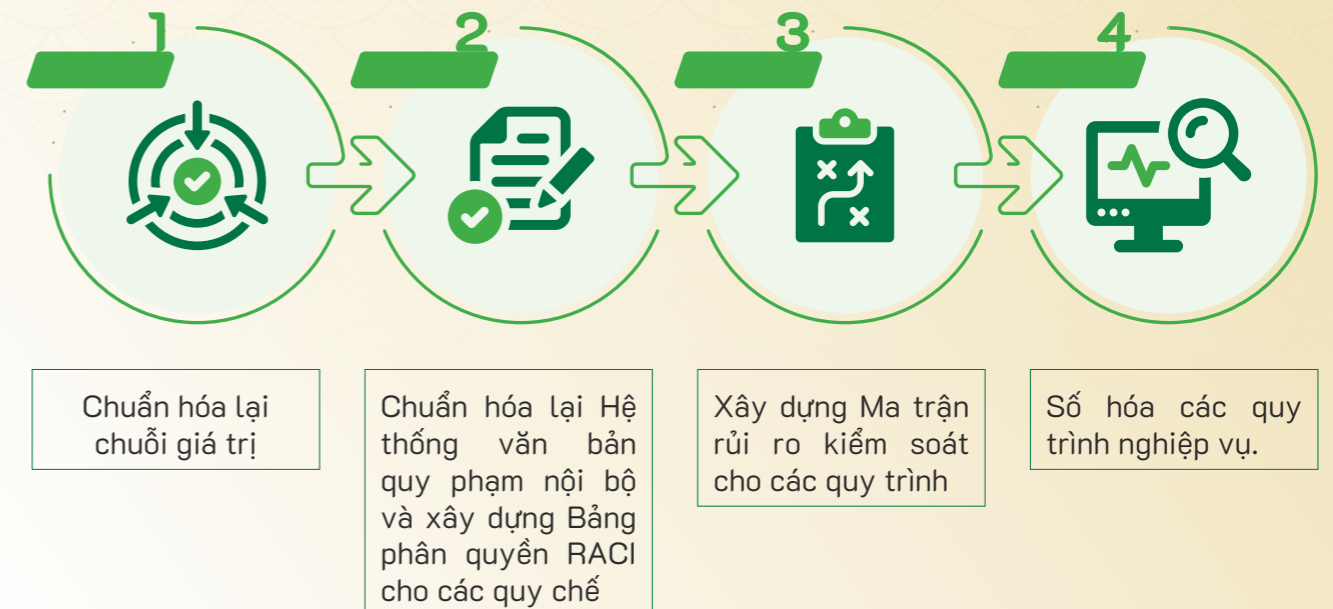 1
2
3
4
Chuẩn hóa lại
chuỗi giá trị
Chuẩn hóa lại Hệ
thống văn bản
quy phạm nội bộ
và xây dựng Bảng
phân quyền RACI
cho các quy chế
Xây dựng Ma trận
rủi ro kiểm soát
cho các quy trình
Số hóa các quy
trình nghiệp vụ.